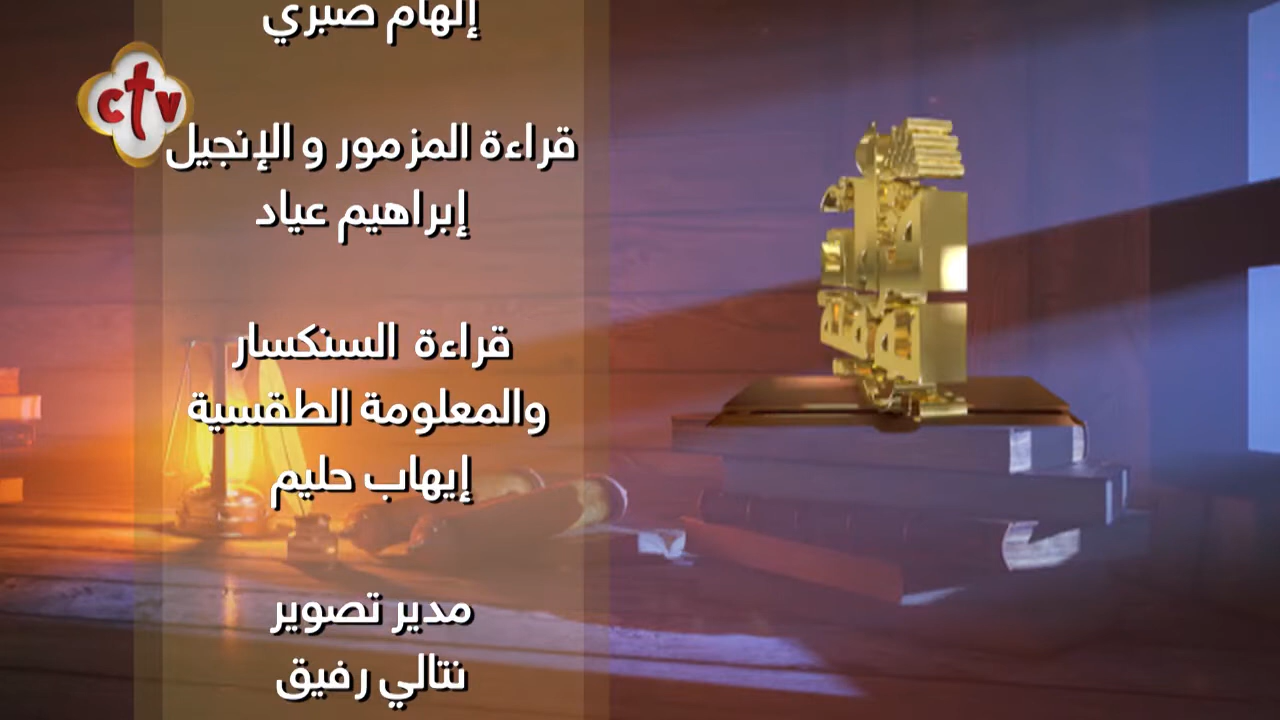 إلهام صبري
ctv
قراءة المزمور و الإنجيل
إبراهيم عياد
قراءة السنكسار
والمعلومة الطقسية
إيهاب حليم
مدير تصوير
نتالي رفيق